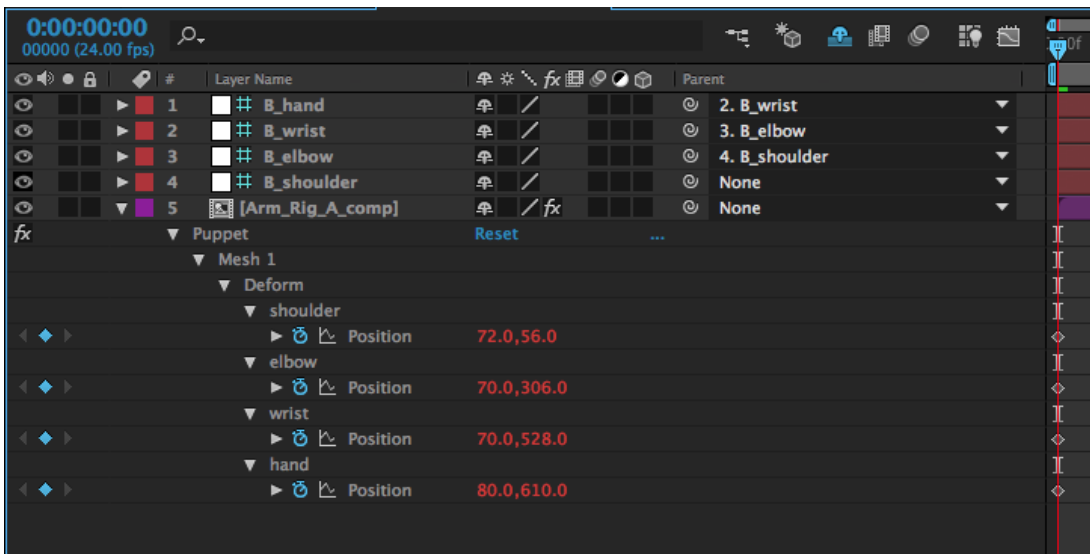 0:00:00:00
00000 (24.00 fps)
# Layer Name Parent
1 B_hand 2. B_wrist
2 B_wrist 3. B_elbow
3 B_elbow 4. B_shoulder
4 B_shoulder None
5 [Arm_Rig_A_comp] fx None
fx Puppet Reset ...
Mesh 1
Deform
shoulder
Position 72.0,56.0
elbow
Position 70.0,306.0
wrist
Position 70.0,528.0
hand
Position 80.0,610.0